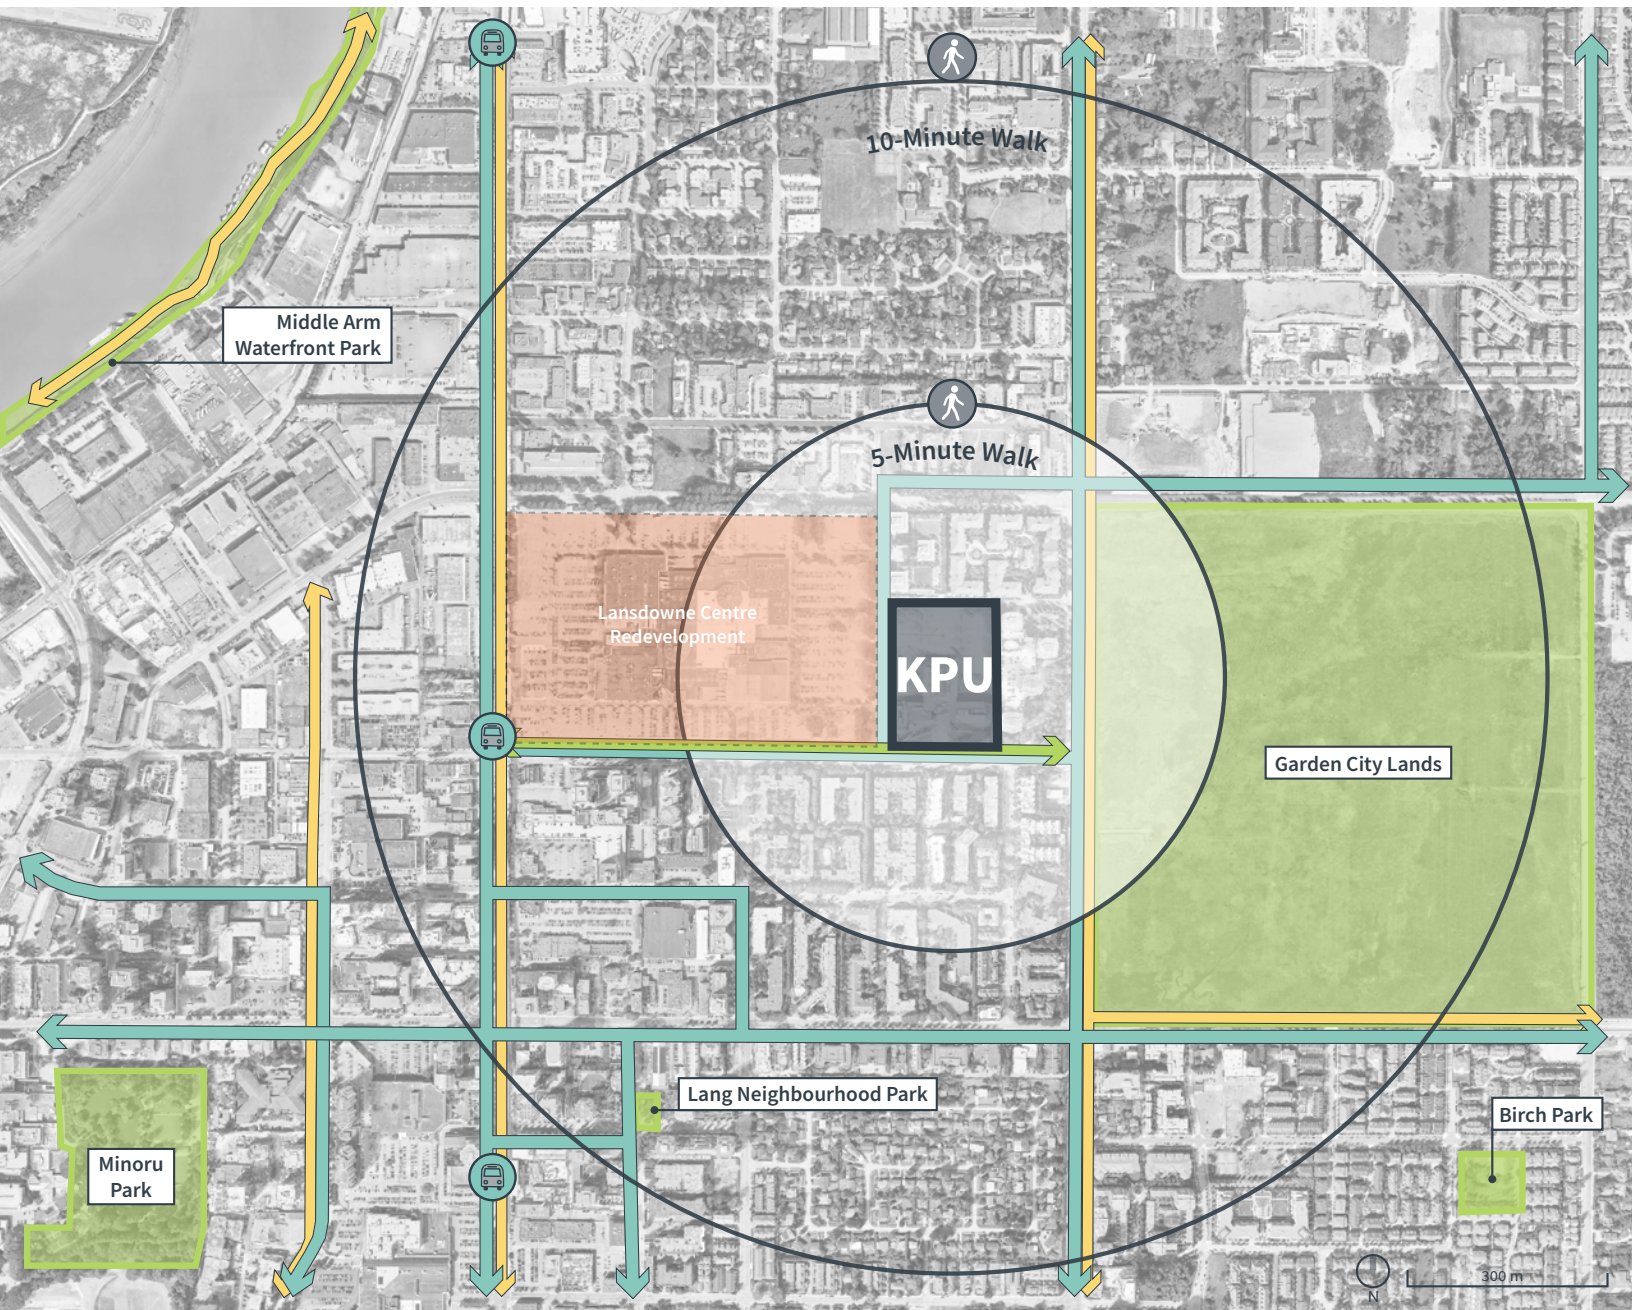 10-Minute Walk
Middle Arm
Waterfront Park
5-Minute Walk
Lansdowne Centre
Redevelopment
KPU
Garden City Lands
Lang Neighbourhood Park
Birch Park
Minoru
Park
300 m
N